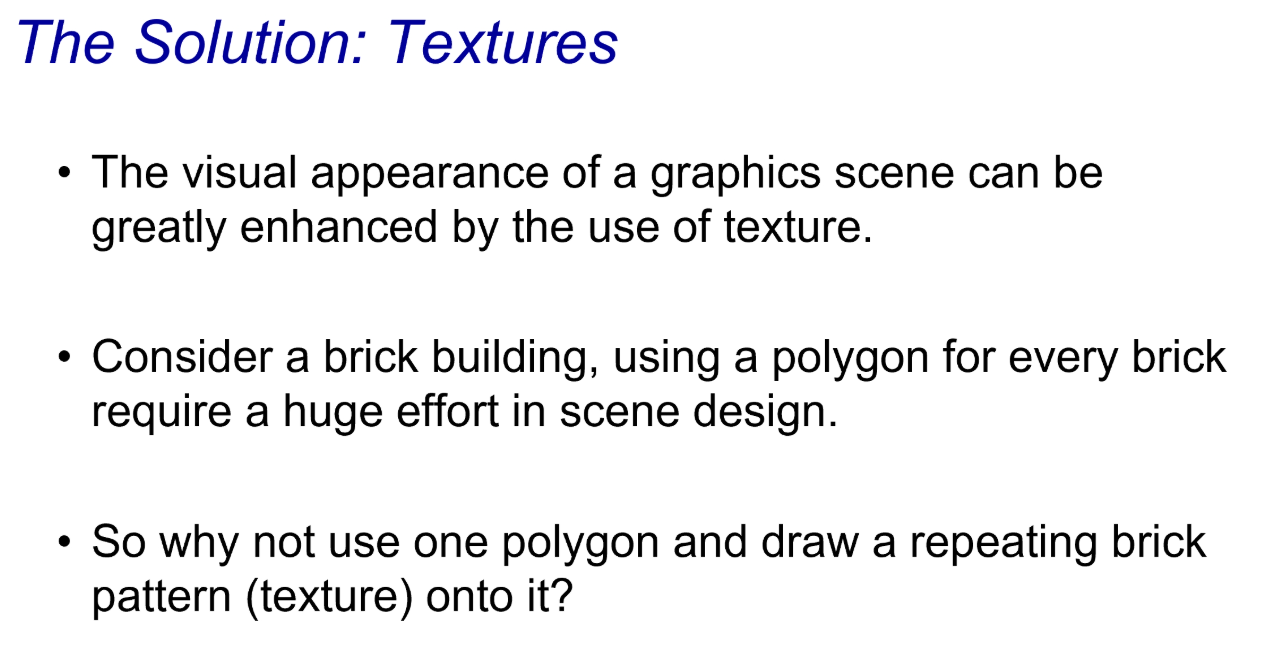 The Solution: Textures
• The visual appearance of a graphics scene can be
greatly enhanced by the use of texture.
• Consider a brick building, using a polygon for every brick
require a huge effort in scene design.
• So why not use one polygon and draw a repeating brick
pattern (texture) onto it?